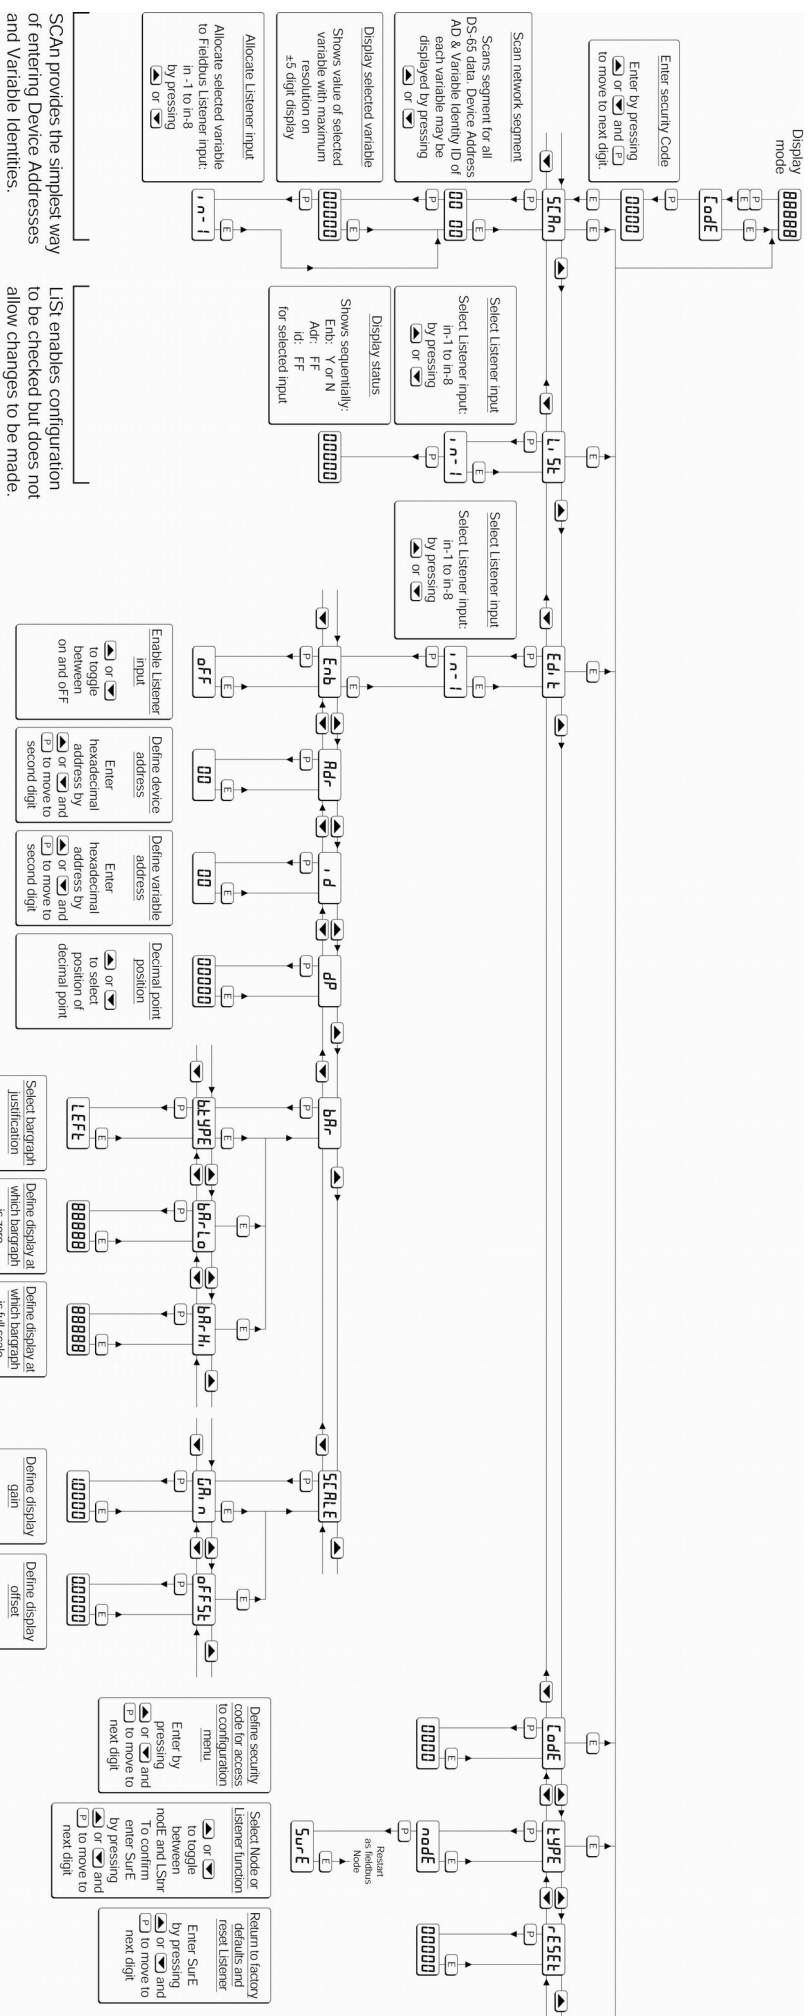 Display
mode
88888
P
E
E
CodE
P
0000
E
E
SCAn
P
00 00
P
E
00000
P
E
in-1
E
Enter security Code
Enter by pressing
▲ or ▼ and P
to move to next digit.
Scan network segment
Scans segment for all
DS-65 data. Device Address
AD & Variable Identity ID of
each variable may be
displayed by pressing
▲ or ▼
Display selected variable
Shows value of selected
variable with maximum
resolution on
±5 digit display
Allocate Listener input
Allocate selected variable
to Fieldbus Listener input:
in -1 to in-8
by pressing
▲ or ▼
SCAn provides the simplest way
of entering Device Addresses
and Variable Identities.
E
LiSt
P
in-1
P
E
00000
Select Listener input
Select Listener input:
in-1 to in-8
by pressing
▲ or ▼
Display status
Shows sequentially:
Enb: Y or N
Adr: FF
id: FF
for selected input
LiSt enables configuration
to be checked but does not
allow changes to be made.
E
Edit
P
in-1
P
E
Select Listener input
Select Listener input:
in-1 to in-8
by pressing
▲ or ▼
E
Enb
P
oFF
E
Enable Listener
input
▲ or ▼
to toggle
between
on and oFF
Adr
P
00
E
Define device
address
Enter
hexadecimal
address by
▲ or ▼ and
P to move to
second digit
id
P
00
E
Define variable
address
Enter
hexadecimal
address by
▲ or ▼ and
P to move to
second digit
dP
P
00000
E
Decimal point
position
▲ or ▼
to select
position of
decimal point
bAr
P
E
btYPE
P
LEFt
E
Select bargraph
justification
E
bArLo
P
88888
E
Define display at
which bargraph
is zero
E
bArHi
P
88888
E
Define display at
which bargraph
is full scale
SCALE
P
E
GAin
P
1.0000
E
Define display
gain
E
oFFSt
P
00000
E
Define display
offset
E
CodE
P
0000
E
Define security
code for access
to configuration
menu
Enter by
pressing
▲ or ▼ and
P to move to
next digit
E
tYPE
P
nodE
P
E
SurE
E
Restart
as fieldbus
Node
Select Node or
Listener function
▲ or ▼
to toggle
between
nodE and LStnr
To confirm
enter SurE
by pressing
▲ or ▼ and
P to move to
next digit
rESEt
P
00000
E
Return to factory
defaults and
reset Listener
Enter SurE
by pressing
▲ or ▼ and
P to move to
next digit